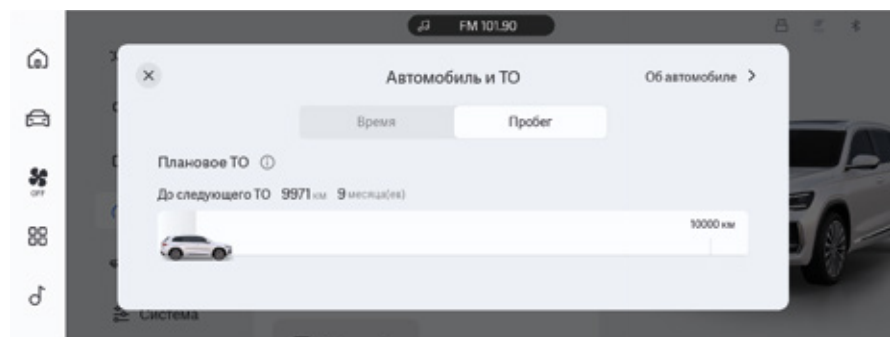 FM 101.90
Автомобиль и ТО
Об автомобиле
Время
Пробег
Плановое ТО
До следующего ТО 9971 км 9 месяца(ев)
10000 км
OFF
Система